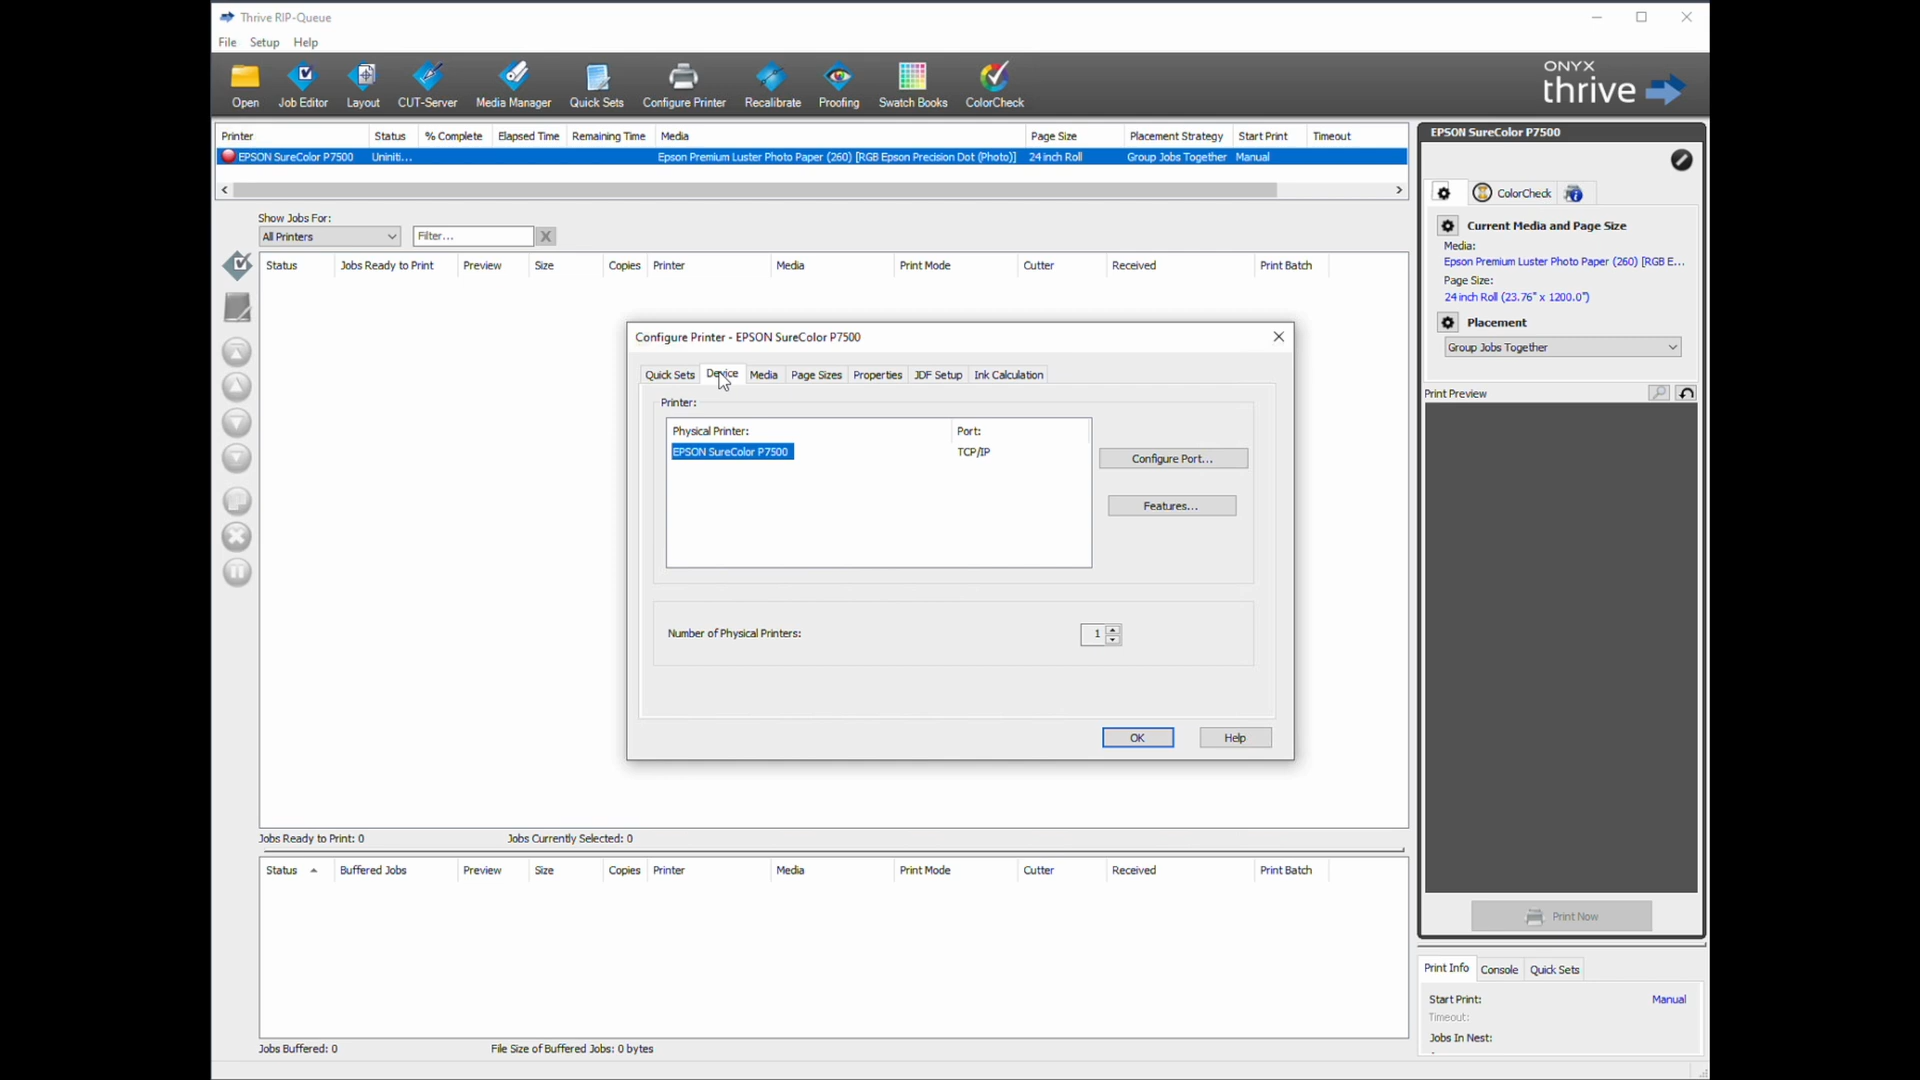 Thrive RIP-Queue
File Setup Help
Open Job Editor Layout CUT-Server Media Manager Quick Sets Configure Printer Recalibrate Proofing Swatch Books ColorCheck
ONYX
thrive
Printer Status % Complete Elapsed Time Remaining Time Media Page Size Placement Strategy Start Print Timeout
EPSON SureColor P7500 Uniniti... Epson Premium Luster Photo Paper (260) [RGB Epson Precision Dot (Photo)] 24 inch Roll Group Jobs Together Manual
Show Jobs For:
All Printers Filter... X
Status Jobs Ready to Print Preview Size Copies Printer Media Print Mode Cutter Received Print Batch
Configure Printer - EPSON SureColor P7500
Quick Sets Device Media Page Sizes Properties JDF Setup Ink Calculation
Printer:
Physical Printer: Port:
EPSON SureColor P7500 TCP/IP
Configure Port...
Features...
Number of Physical Printers: 1
OK Help
Jobs Ready to Print: 0 Jobs Currently Selected: 0
Status Buffered Jobs Preview Size Copies Printer Media Print Mode Cutter Received Print Batch
Jobs Buffered: 0 File Size of Buffered Jobs: 0 bytes
EPSON SureColor P7500
ColorCheck
Current Media and Page Size
Media:
Epson Premium Luster Photo Paper (260) [RGB E...
Page Size:
24 inch Roll (23.76" x 1200.0")
Placement
Group Jobs Together
Print Preview
Print Now
Print Info Console Quick Sets
Start Print: Manual
Timeout:
Jobs In Nest: